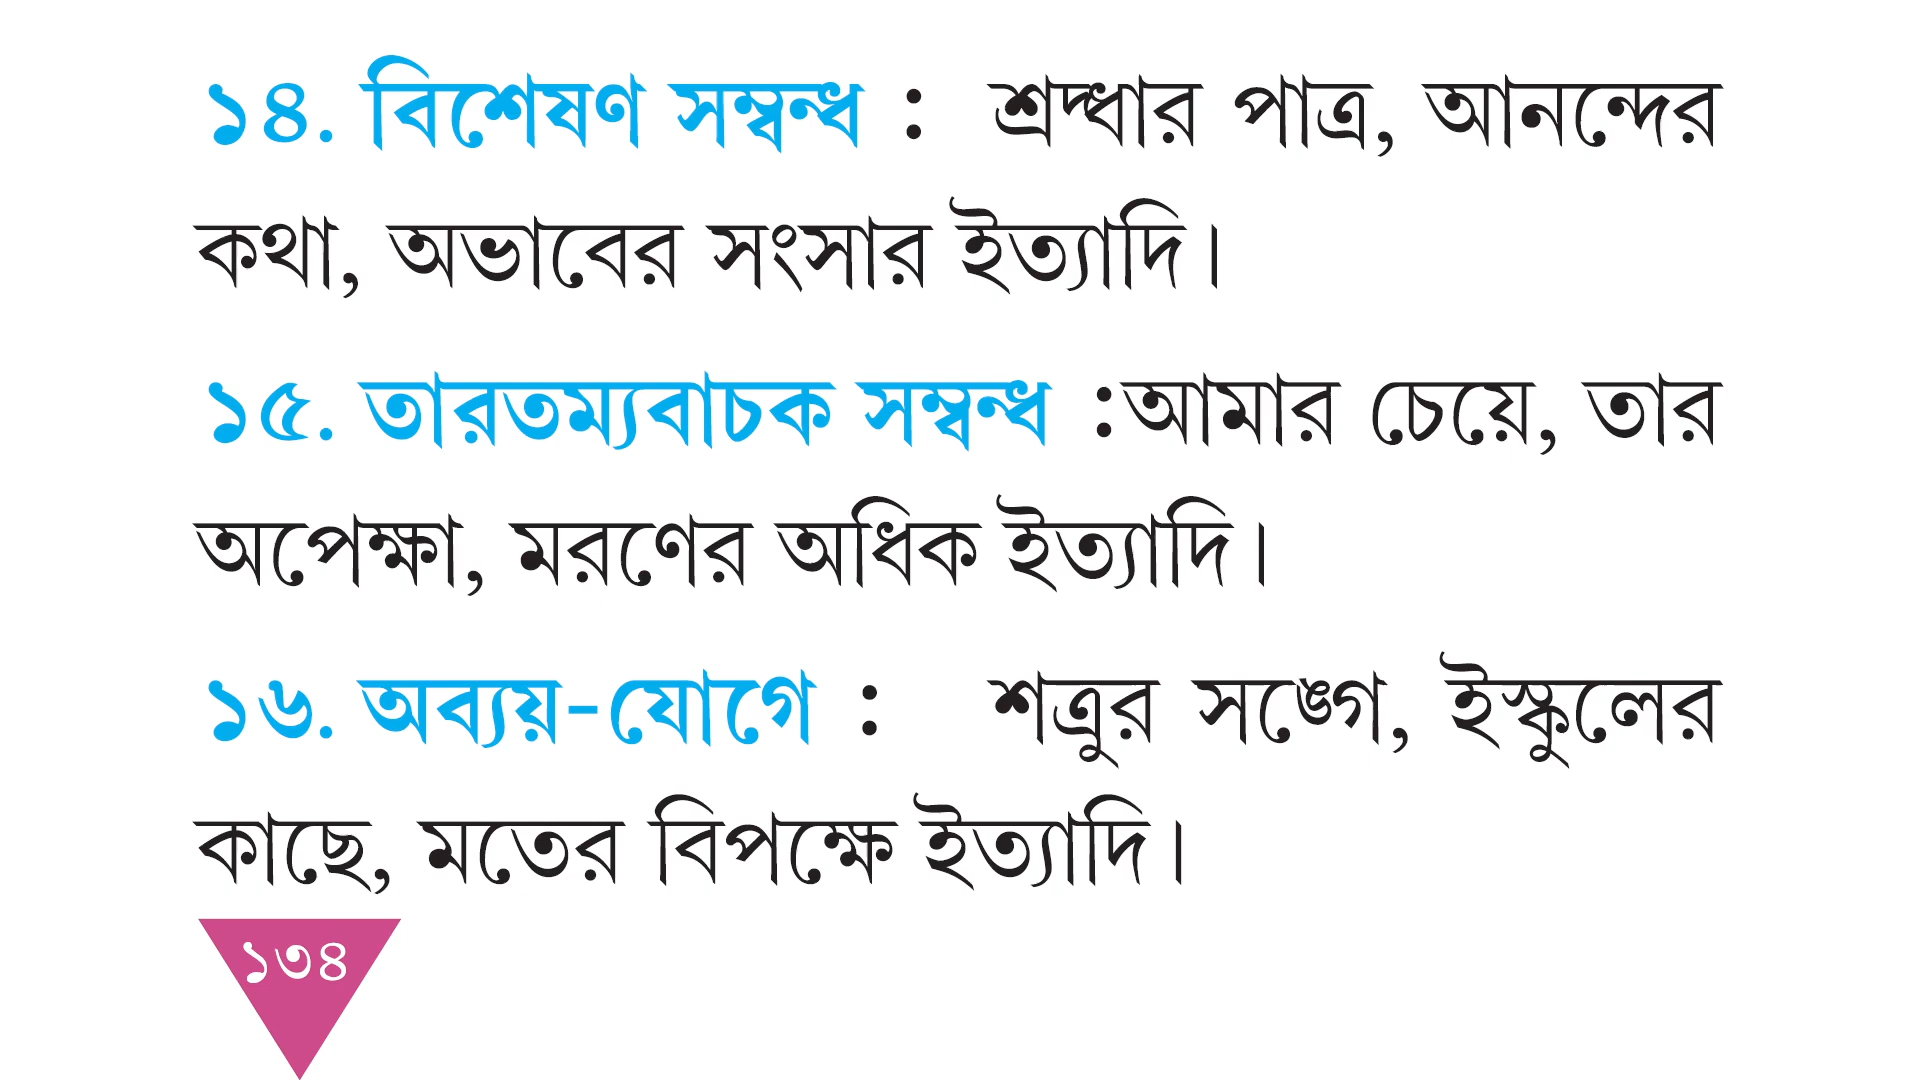 ১৪. বিশেষণ সম্বন্ধ : শ্রদ্ধার পাত্র, আনন্দের
কথা, অভাবের সংসার ইত্যাদি।
১৫. তারতম্যবাচক সম্বন্ধ :আমার চেয়ে, তার
অপেক্ষা, মরণের অধিক ইত্যাদি।
১৬. অব্যয়-যোগে : শত্রুর সঙ্গে, ইস্কুলের
কাছে, মতের বিপক্ষে ইত্যাদি।
১৩৪